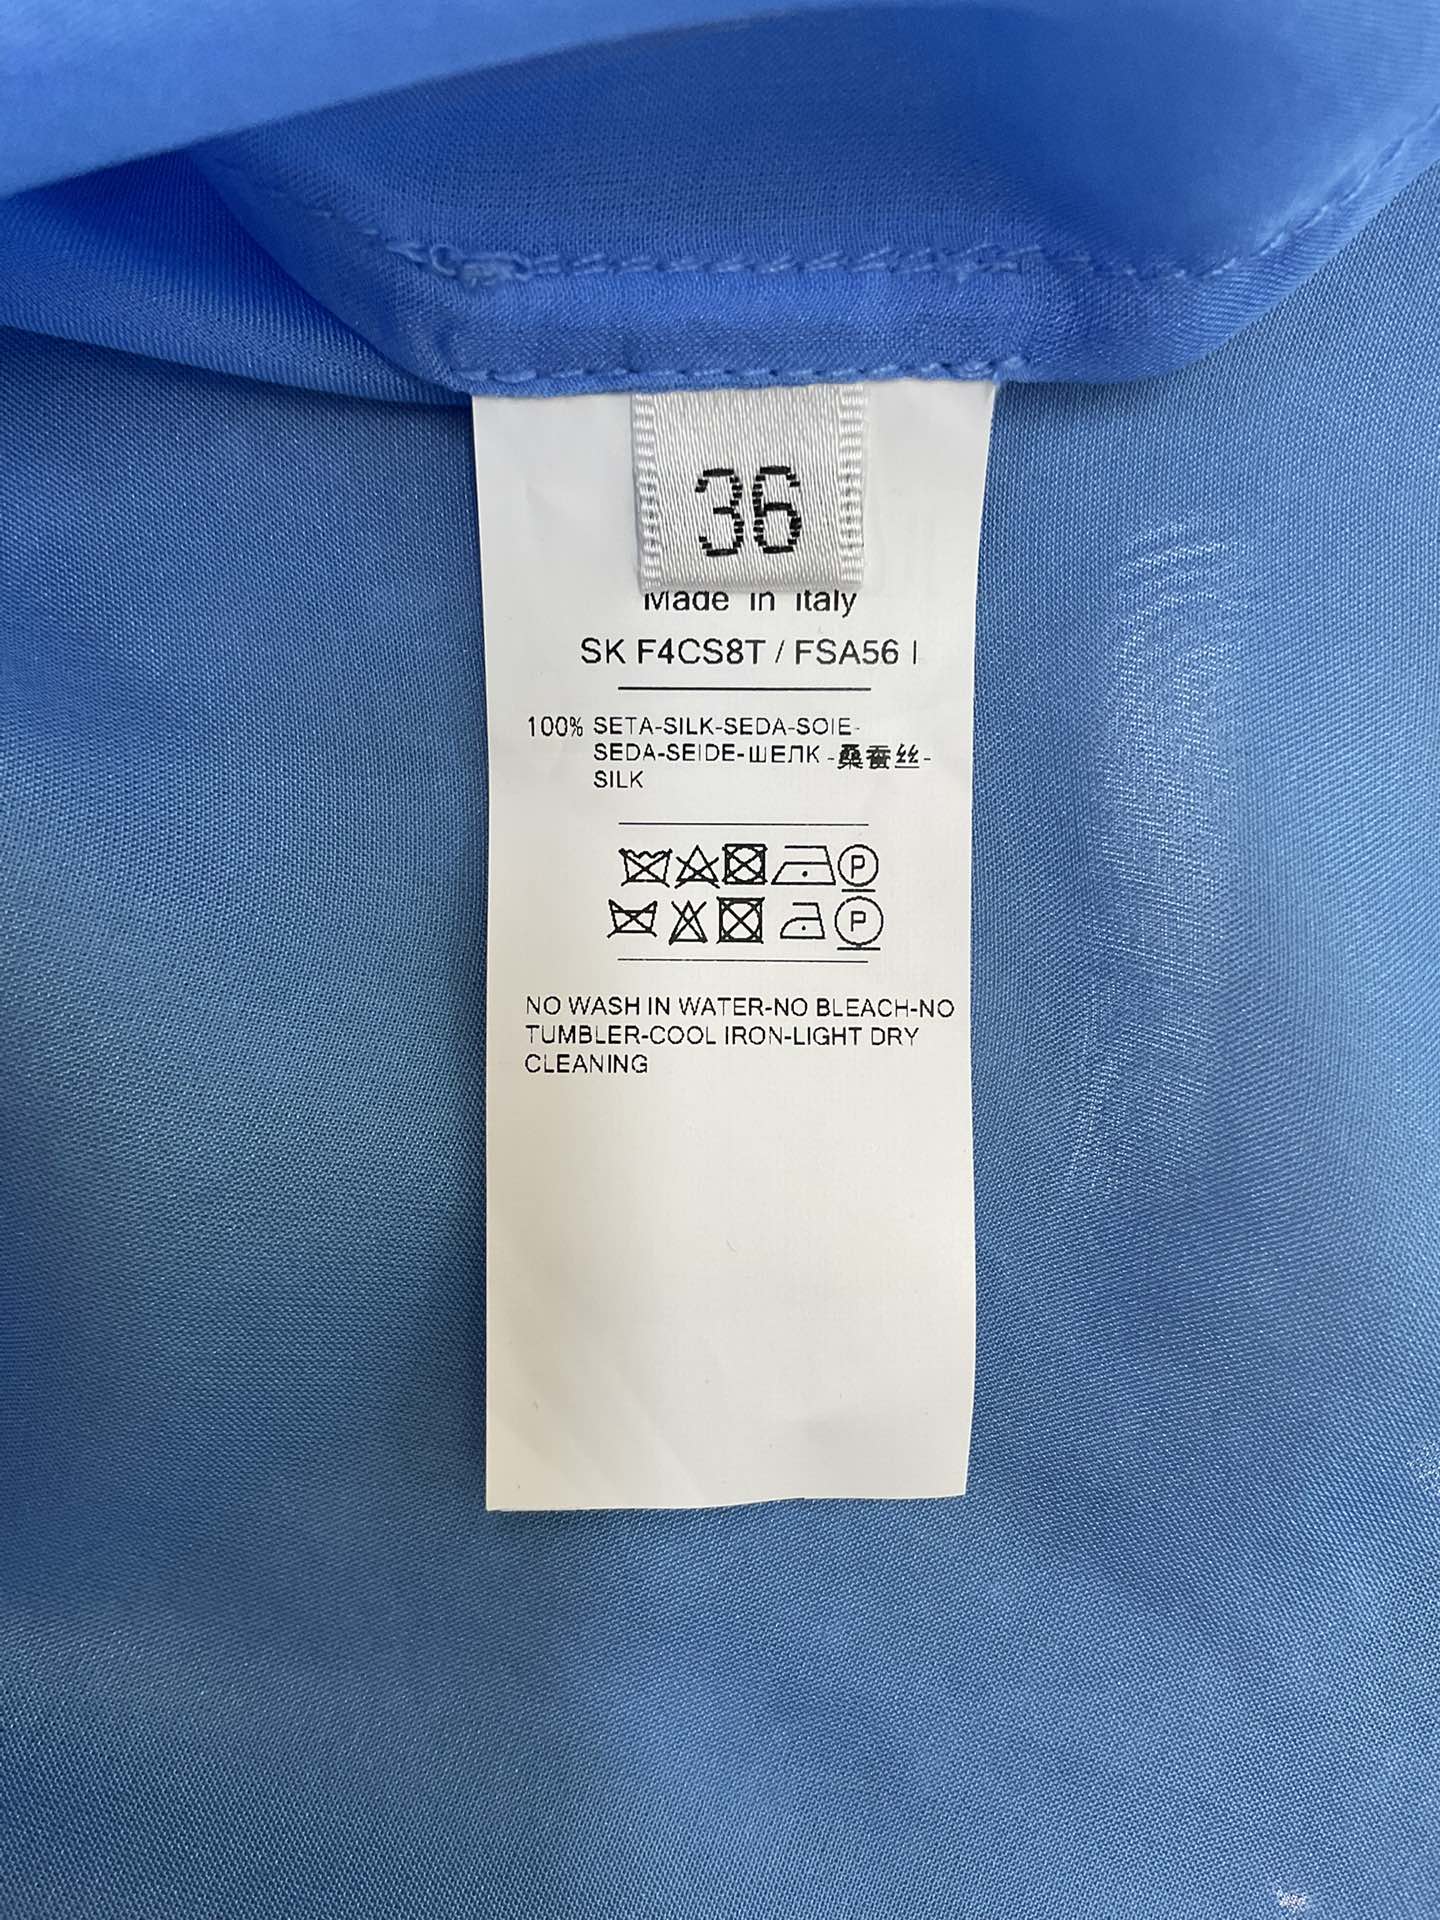 36
Made in Italy
SK F4CS8T / FSA56 I
100% SETA-SILK-SEDA-SOIE-
SEDA-SEIDE-ШЕЛК -桑蚕丝-
SILK
P
P
NO WASH IN WATER-NO BLEACH-NO
TUMBLER-COOL IRON-LIGHT DRY
CLEANING